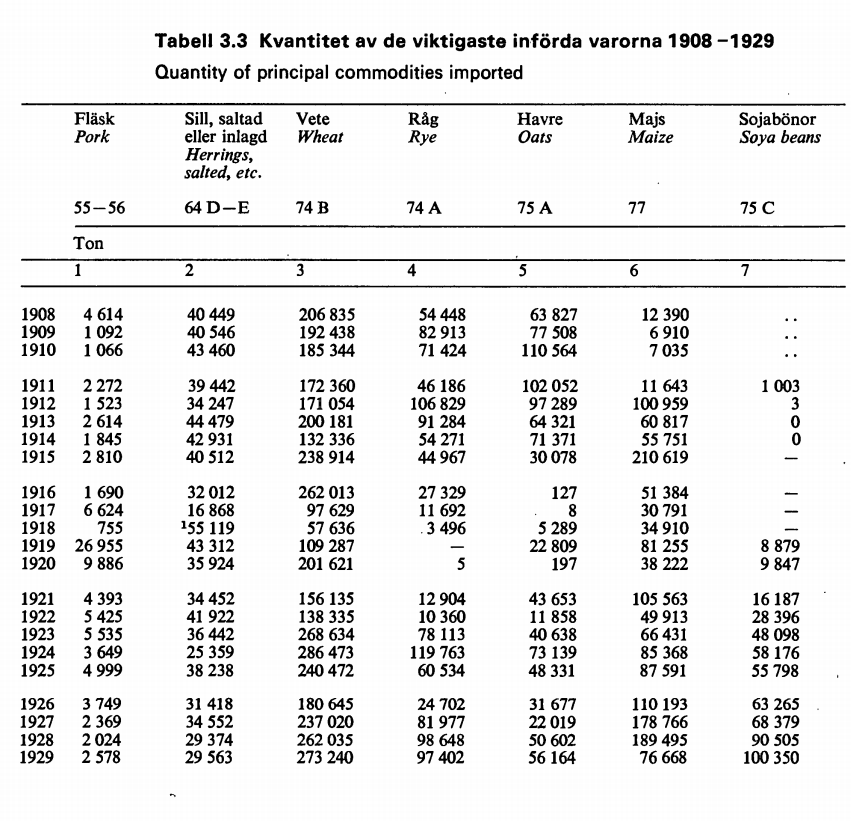 Tabell 3.3 Kvantitet av de viktigaste införda varorna 1908–1929
Quantity of principal commodities imported
Fläsk Sill, saltad Vete Råg Havre Majs Sojabönor
Pork eller inlagd Wheat Rye Oats Maize Soya beans
Herrings,
salted, etc.
55–56 64 D–E 74 B 74 A 75 A 77 75 C
Ton
1 2 3 4 5 6 7
1908 4 614 40 449 206 835 54 448 63 827 12 390 ..
1909 1 092 40 546 192 438 82 913 77 508 6 910 ..
1910 1 066 43 460 185 344 71 424 110 564 7 035 ..
1911 2 272 39 442 172 360 46 186 102 052 11 643 1 003
1912 1 523 34 247 171 054 106 829 97 289 100 959 3
1913 2 614 44 479 200 181 91 284 64 321 60 817 0
1914 1 845 42 931 132 336 54 271 71 371 55 751 0
1915 2 810 40 512 238 914 44 967 30 078 210 619 –
1916 1 690 32 012 262 013 27 329 127 51 384 –
1917 6 624 16 868 97 629 11 692 8 30 791 –
1918 755 ¹55 119 57 636 3 496 5 289 34 910 –
1919 26 955 43 312 109 287 – 22 809 81 255 8 879
1920 9 886 35 924 201 621 5 197 38 222 9 847
1921 4 393 34 452 156 135 12 904 43 653 105 563 16 187
1922 5 425 41 922 138 335 10 360 11 858 49 913 28 396
1923 5 535 36 442 268 634 78 113 40 638 66 431 48 098
1924 3 649 25 359 286 473 119 763 73 139 85 368 58 176
1925 4 999 38 238 240 472 60 534 48 331 87 591 55 798
1926 3 749 31 418 180 645 24 702 31 677 110 193 63 265
1927 2 369 34 552 237 020 81 977 22 019 178 766 68 379
1928 2 024 29 374 262 035 98 648 50 602 189 495 90 505
1929 2 578 29 563 273 240 97 402 56 164 76 668 100 350